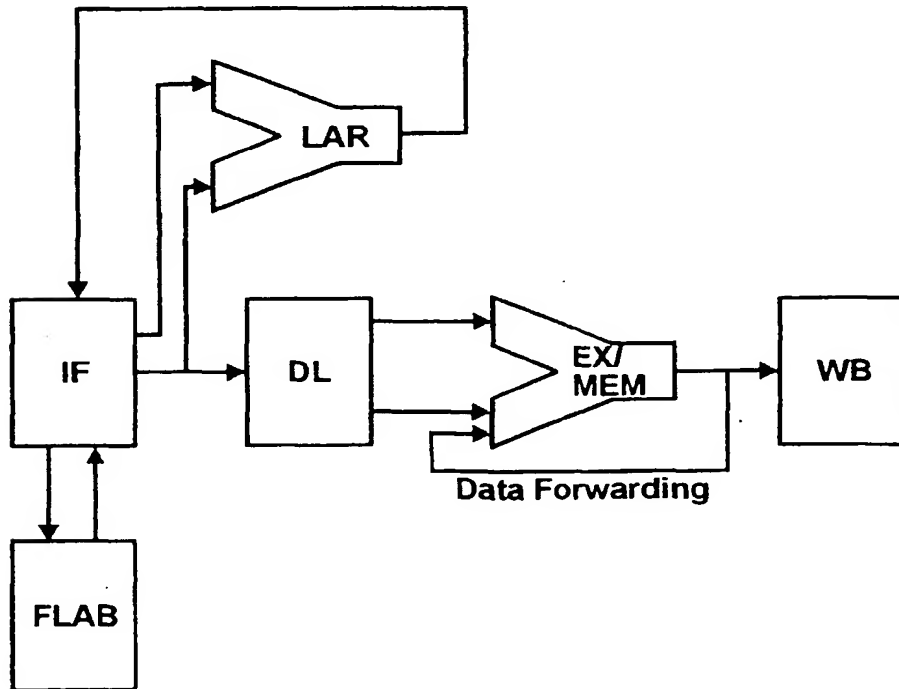 LAR
IF
DL
EX/
MEM
WB
Data Forwarding
FLAB